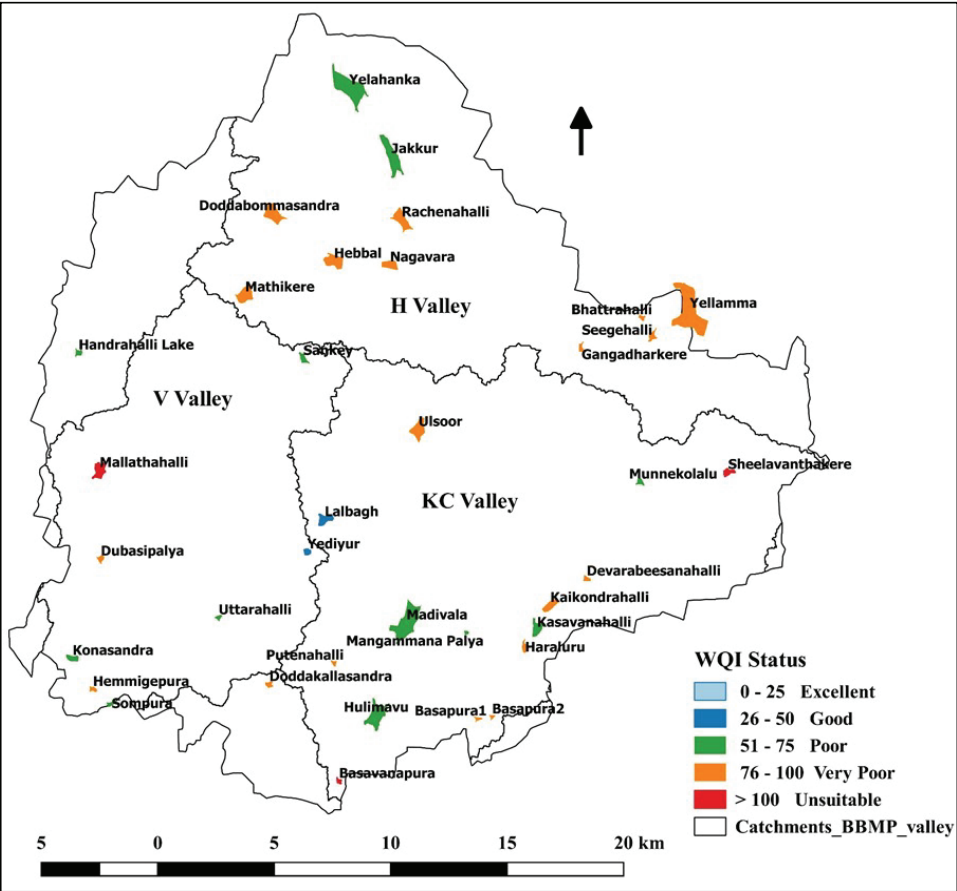 Yelahanka
Jakkur
Doddabommasandra
Rachenahalli
Hebbal
Nagavara
Mathikere
H Valley
Yellamma
Bhattrahalli
Seegehalli
Gangadharkere
Handrahalli Lake
Sankey
V Valley
Ulsoor
Mallathahalli
Munnekolalu
Sheelavanthakere
KC Valley
Lalbagh
Yediyur
Dubasipalya
Devarabeesanahalli
Kaikondrahalli
Uttarahalli
Madivala
Kasavanahalli
Mangammana Palya
Haraluru
Konasandra
Putenahalli
Hemmigepura
Doddakallasandra
Sompura
Hulimavu
Basapura1
Basapura2
Basavanapura
WQI Status
0 - 25 Excellent
26 - 50 Good
51 - 75 Poor
76 - 100 Very Poor
> 100 Unsuitable
Catchments_BBMP_valley
5 0 5 10 15 20 km